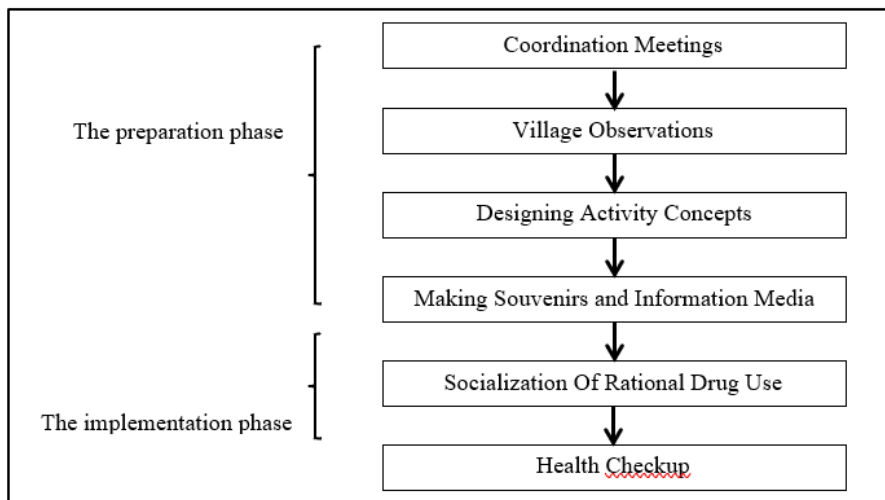 Coordination Meetings
The preparation phase
Village Observations
Designing Activity Concepts
Making Souvenirs and Information Media
Socialization Of Rational Drug Use
The implementation phase
Health Checkup